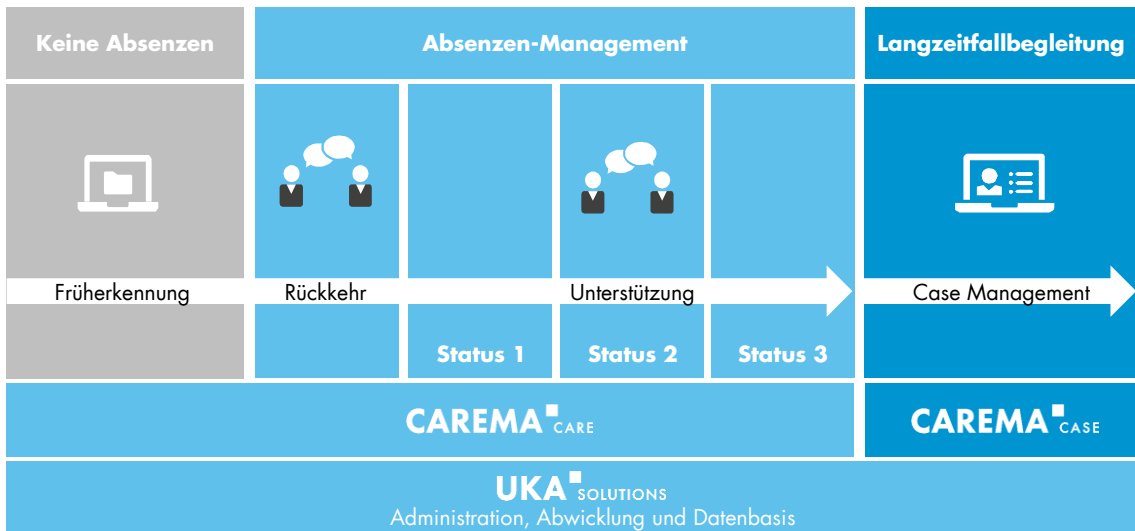 Keine Absenzen
Absenzen-Management
Langzeitfallbegleitung
Früherkennung
Rückkehr
Unterstützung
Case Management
Status 1
Status 2
Status 3
CAREMA CARE
CAREMA CASE
UKA SOLUTIONS
Administration, Abwicklung und Datenbasis